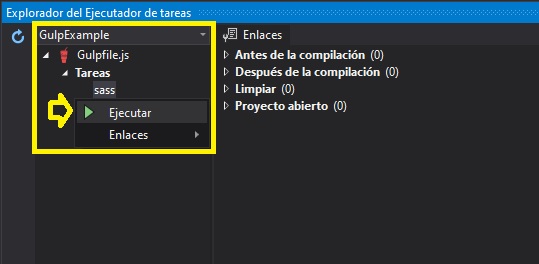 Explorador del Ejecutador de tareas
GulpExample
Gulpfile.js
Tareas
sass
Ejecutar
Enlaces
Enlaces
Antes de la compilación (0)
Después de la compilación (0)
Limpiar (0)
Proyecto abierto (0)